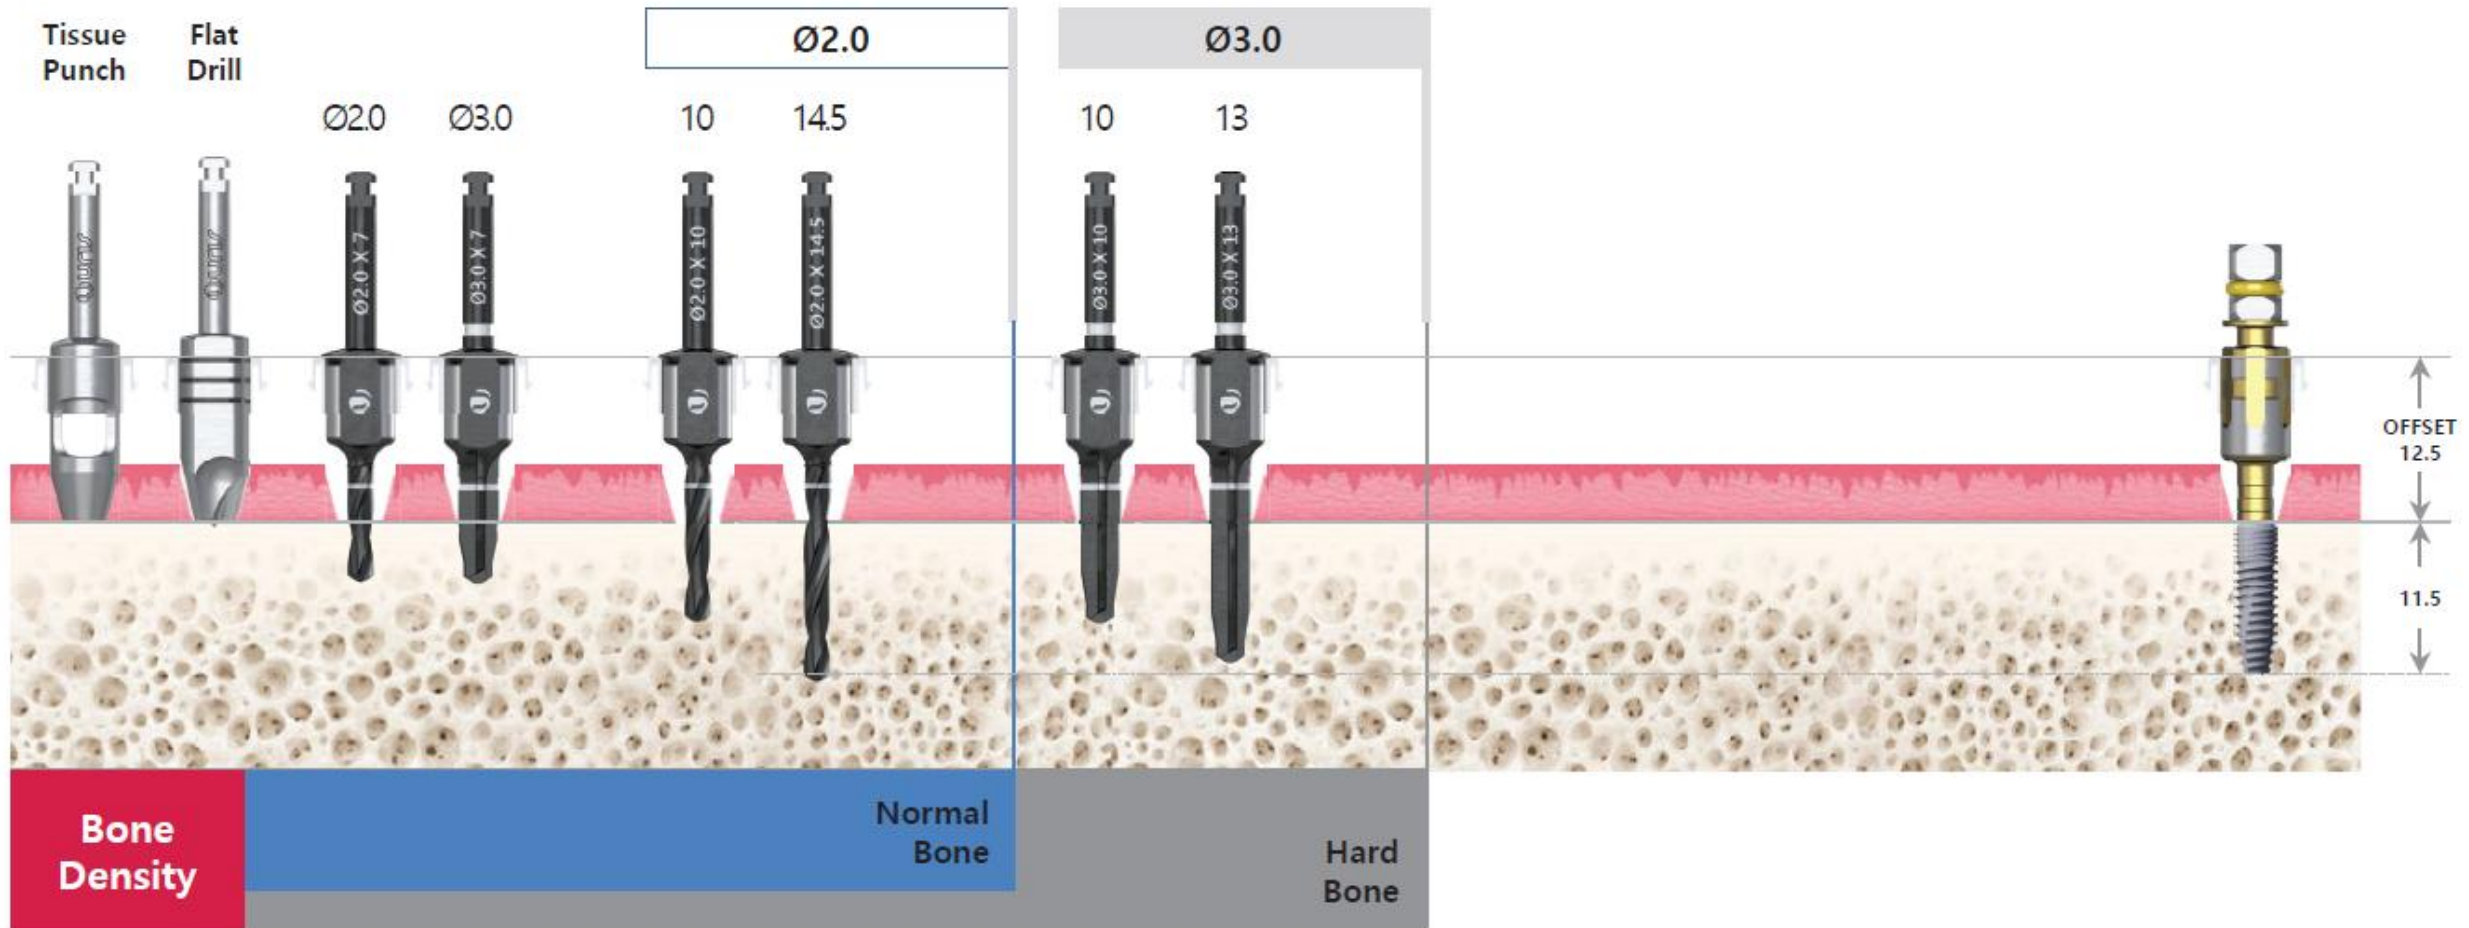 Tissue
Punch
Flat
Drill
Ø2.0
Ø3.0
Ø2.0
Ø3.0
10
14.5
10
13
Ø2.0 X 7
Ø3.0 X 7
Ø2.0 X 10
Ø2.0 X 14.5
Ø3.0 X 10
Ø3.0 X 13
OFFSET
12.5
11.5
Bone
Density
Normal
Bone
Hard
Bone